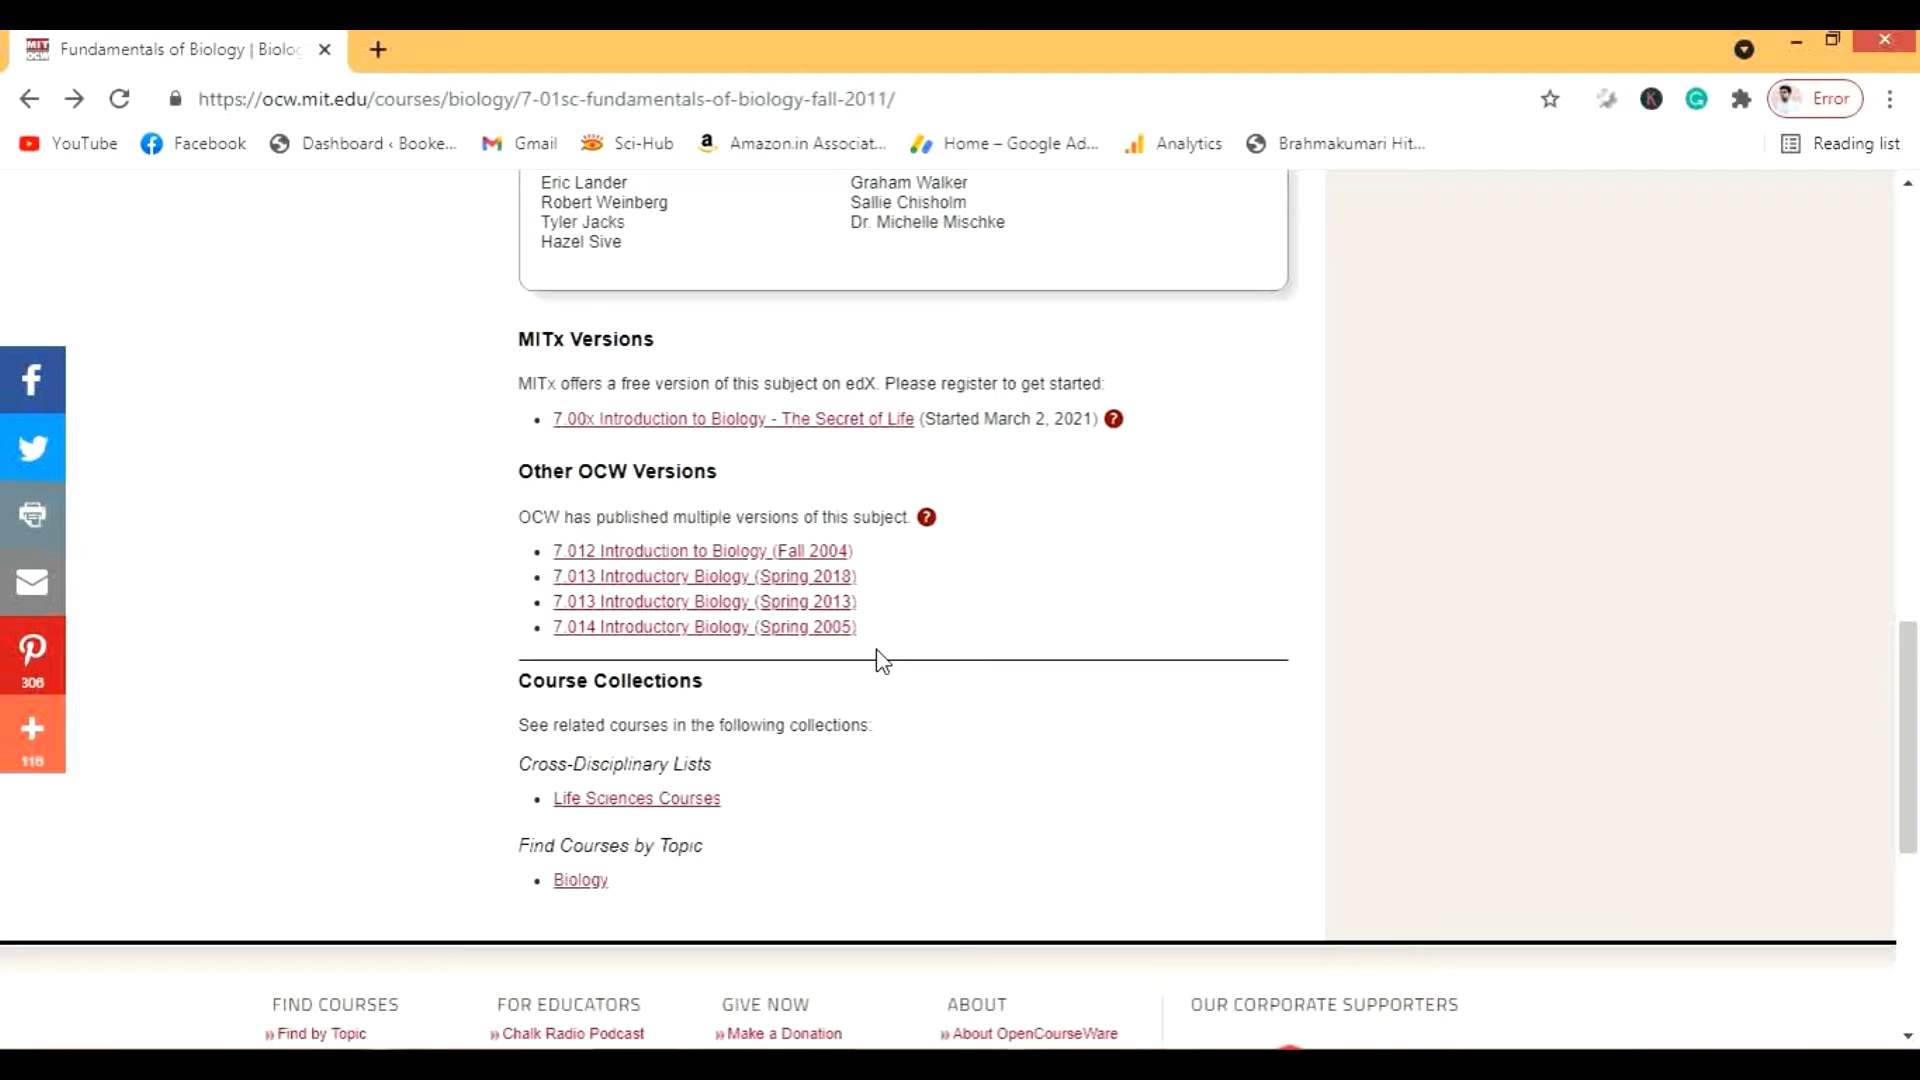 MIT OCW Fundamentals of Biology | Biolog
https://ocw.mit.edu/courses/biology/7-01sc-fundamentals-of-biology-fall-2011/
Error
YouTube Facebook Dashboard ‹ Booke... Gmail Sci-Hub Amazon.in Associat... Home – Google Ad... Analytics Brahmakumari Hit... Reading list
Eric Lander Graham Walker
Robert Weinberg Sallie Chisholm
Tyler Jacks Dr. Michelle Mischke
Hazel Sive
MITx Versions
MITx offers a free version of this subject on edX. Please register to get started:
7.00x Introduction to Biology - The Secret of Life (Started March 2, 2021) ?
Other OCW Versions
OCW has published multiple versions of this subject. ?
7.012 Introduction to Biology (Fall 2004)
7.013 Introductory Biology (Spring 2018)
7.013 Introductory Biology (Spring 2013)
7.014 Introductory Biology (Spring 2005)
306
116
Course Collections
See related courses in the following collections:
Cross-Disciplinary Lists
Life Sciences Courses
Find Courses by Topic
Biology
FIND COURSES FOR EDUCATORS GIVE NOW ABOUT OUR CORPORATE SUPPORTERS
» Find by Topic » Chalk Radio Podcast » Make a Donation » About OpenCourseWare